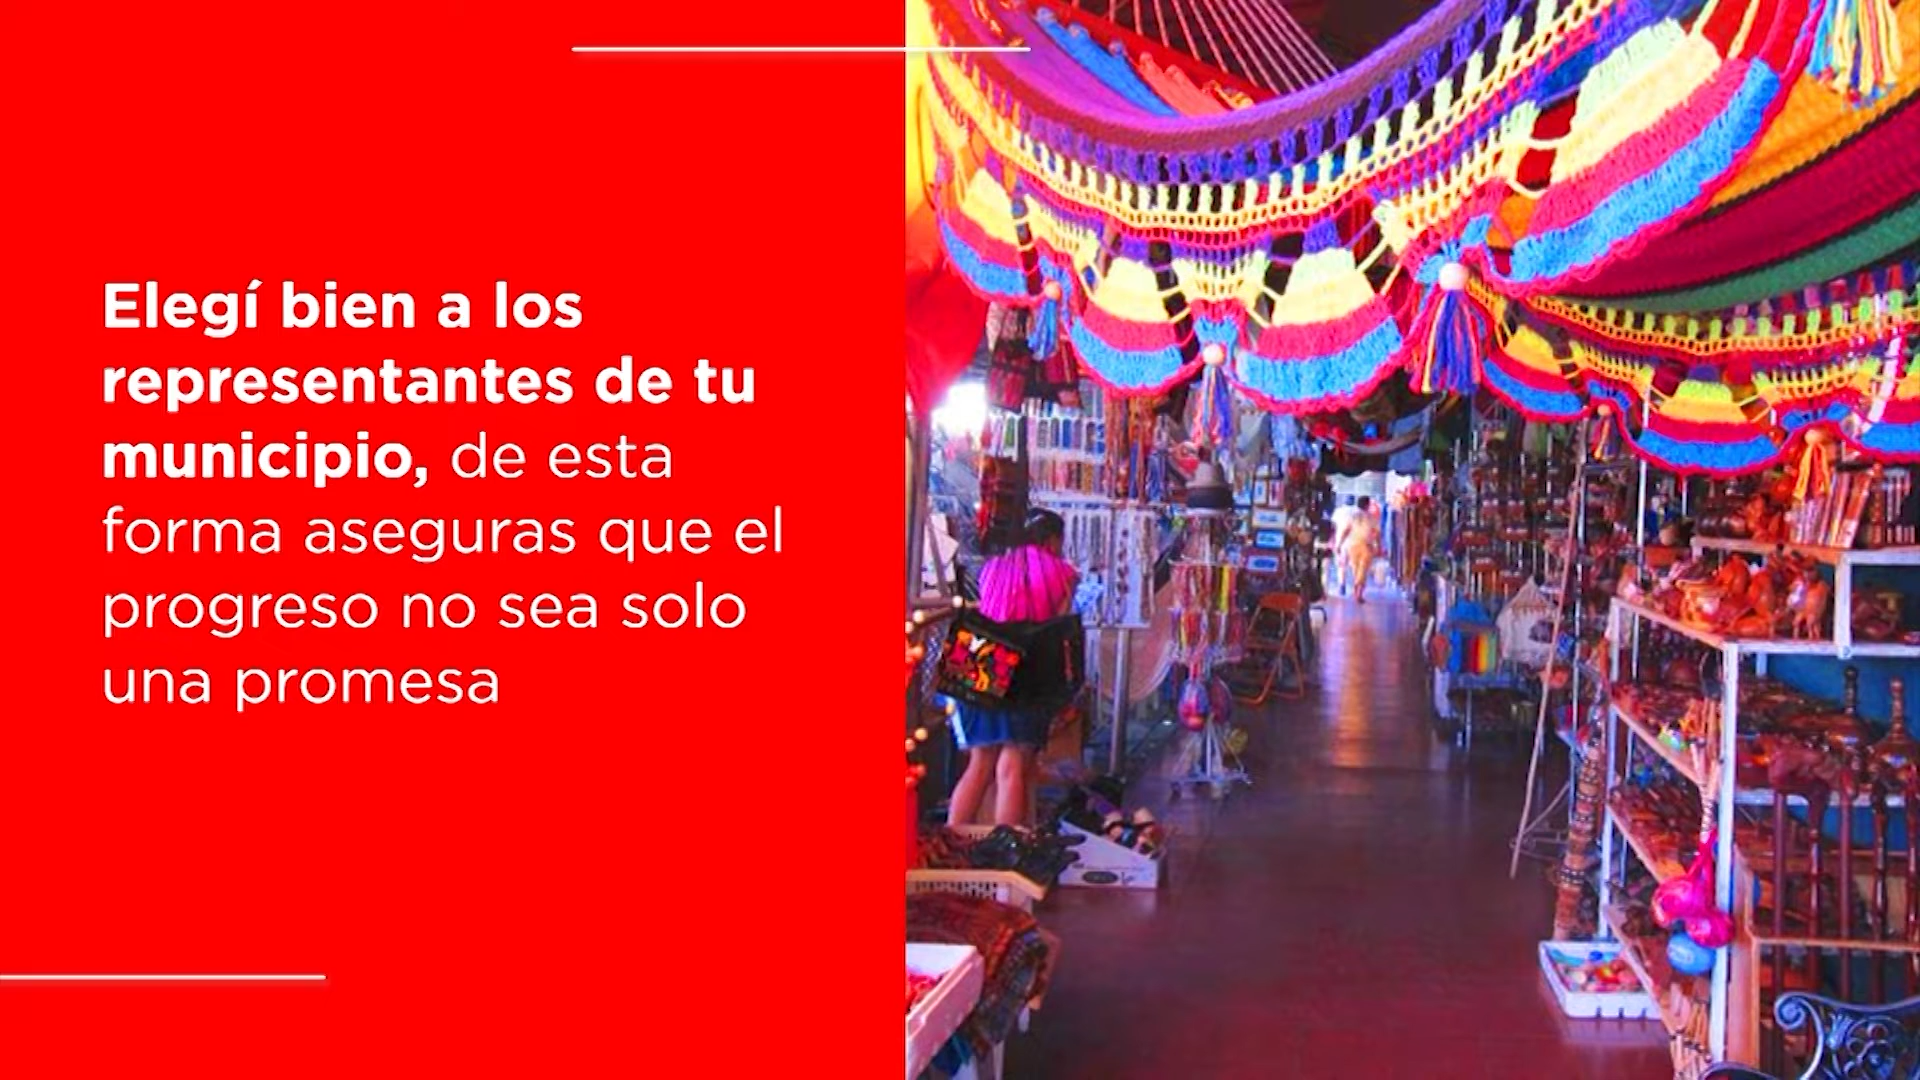 Elegí bien a los
representantes de tu
municipio, de esta
forma aseguras que el
progreso no sea solo
una promesa